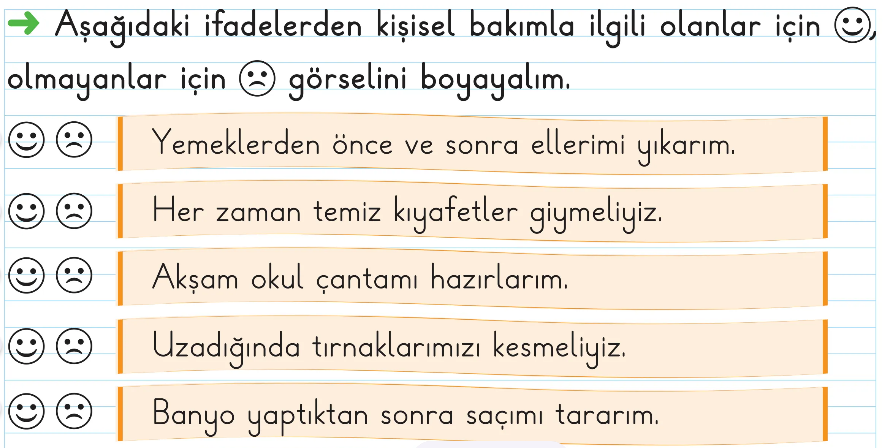 Aşağıdaki ifadelerden kişisel bakımla ilgili olanlar için ☺,
olmayanlar için ☹ görselini boyayalım.
Yemeklerden önce ve sonra ellerimi yıkarım.
Her zaman temiz kıyafetler giymeliyiz.
Akşam okul çantamı hazırlarım.
Uzadığında tırnaklarımızı kesmeliyiz.
Banyo yaptıktan sonra saçımı tararım.